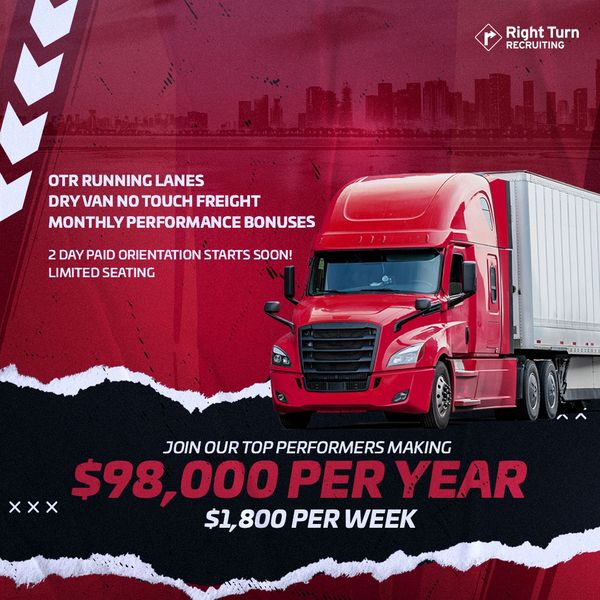 Right Turn
RECRUITING
OTR RUNNING LANES
DRY VAN NO TOUCH FREIGHT
MONTHLY PERFORMANCE BONUSES
2 DAY PAID ORIENTATION STARTS SOON!
LIMITED SEATING
JOIN OUR TOP PERFORMERS MAKING
$98,000 PER YEAR
$1,800 PER WEEK